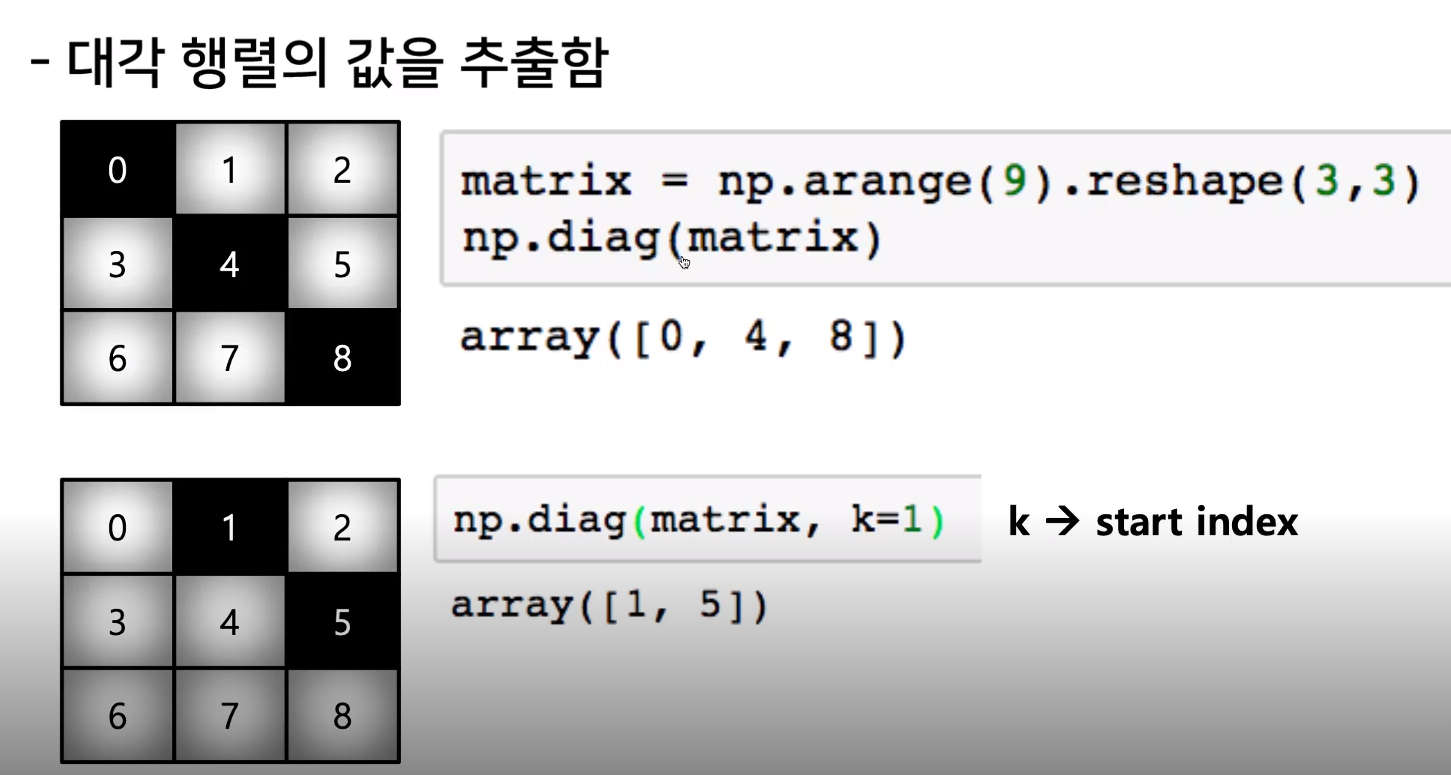 - 대각 행렬의 값을 추출함
0 1 2
3 4 5
6 7 8
matrix = np.arange(9).reshape(3,3)
np.diag(matrix)
array([0, 4, 8])
0 1 2
3 4 5
6 7 8
np.diag(matrix, k=1)
k → start index
array([1, 5])